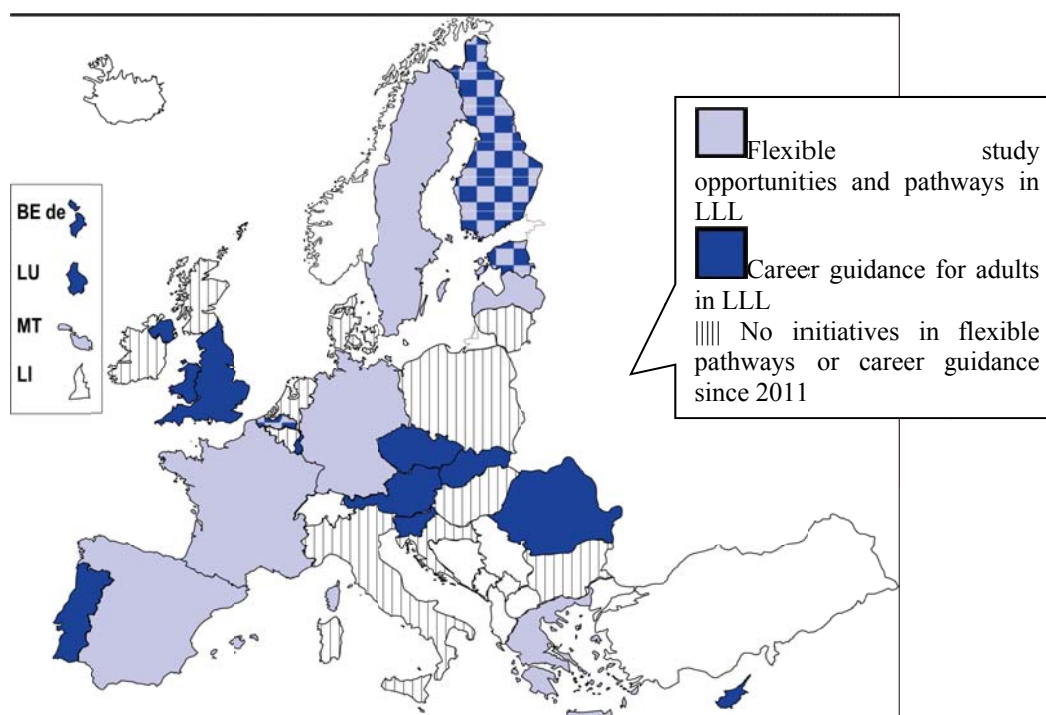 BE de
LU
MT
LI
Flexible study
opportunities and pathways in
LLL
Career guidance for adults
in LLL
No initiatives in flexible
pathways or career guidance
since 2011